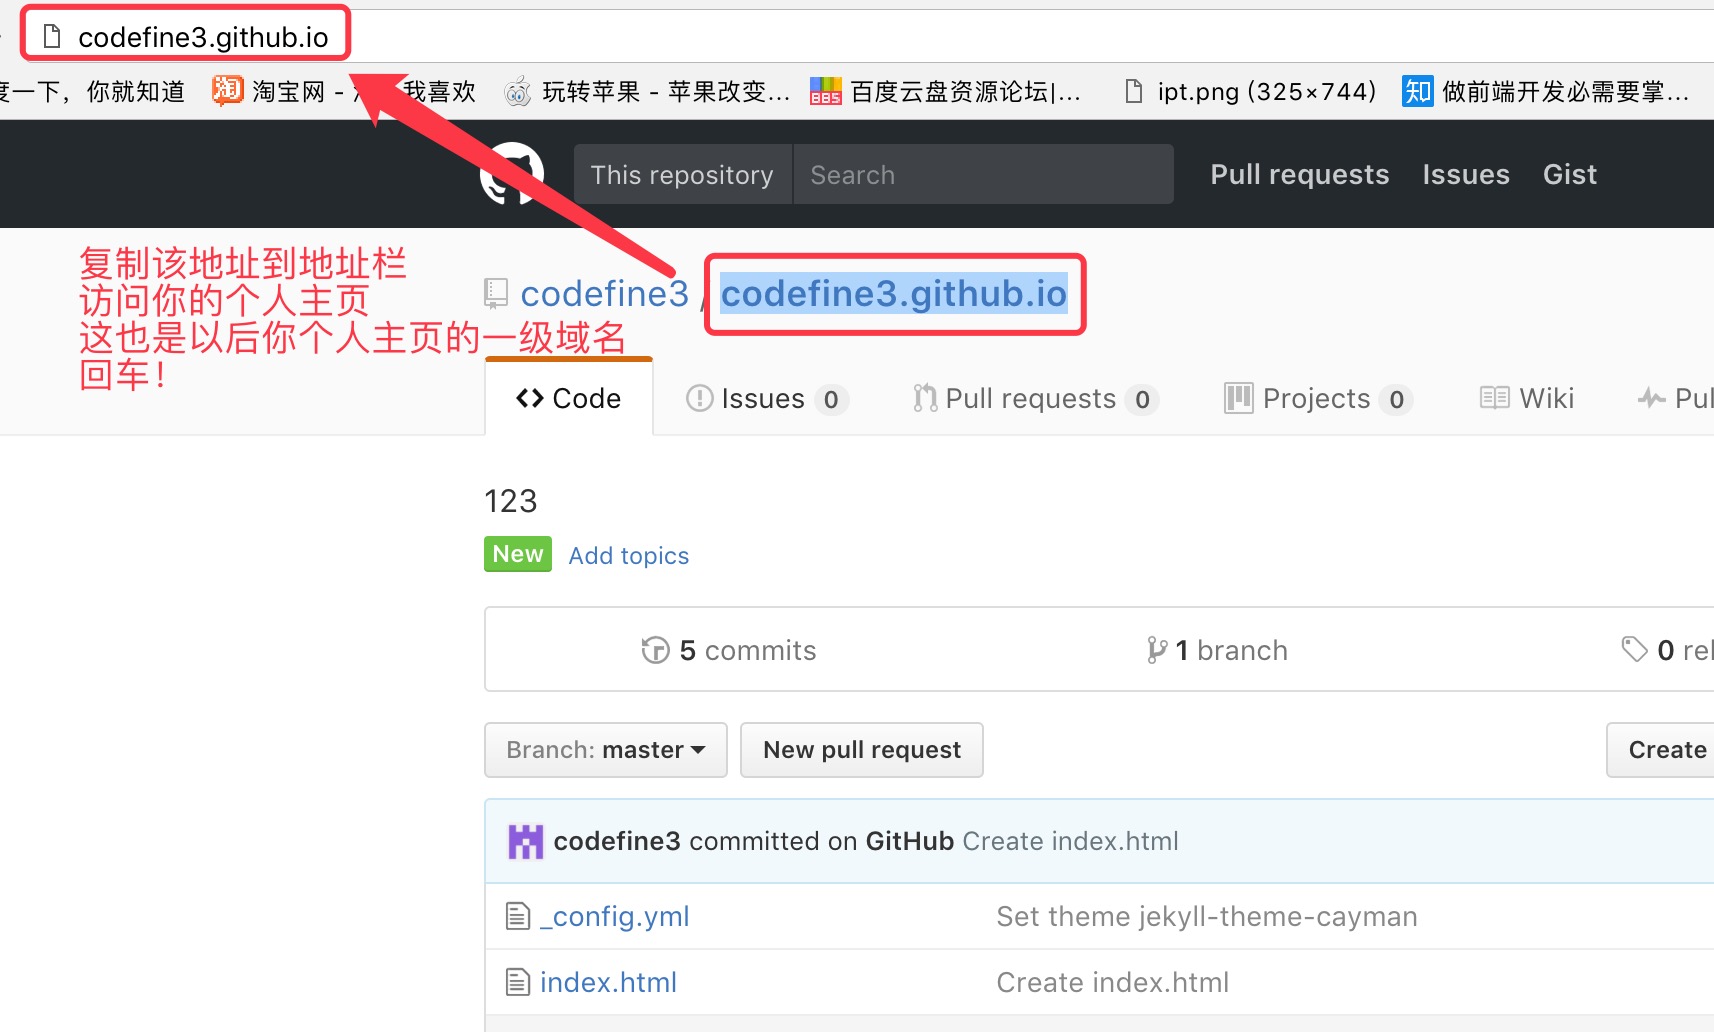 codefine3.github.io
度一下，你就知道
淘宝网 - 
我喜欢
玩转苹果 - 苹果改变...
百度云盘资源论坛|...
ipt.png (325×744)
知 做前端开发必需要掌...
This repository
Search
Pull requests
Issues
Gist
复制该地址到地址栏
访问你的个人主页
这也是以后你个人主页的一级域名
回车！
codefine3 / codefine3.github.io
Code
Issues 0
Pull requests 0
Projects 0
Wiki
Pul
123
New Add topics
5 commits
1 branch
0 rel
Branch: master
New pull request
Create
codefine3 committed on GitHub Create index.html
_config.yml
Set theme jekyll-theme-cayman
index.html
Create index.html